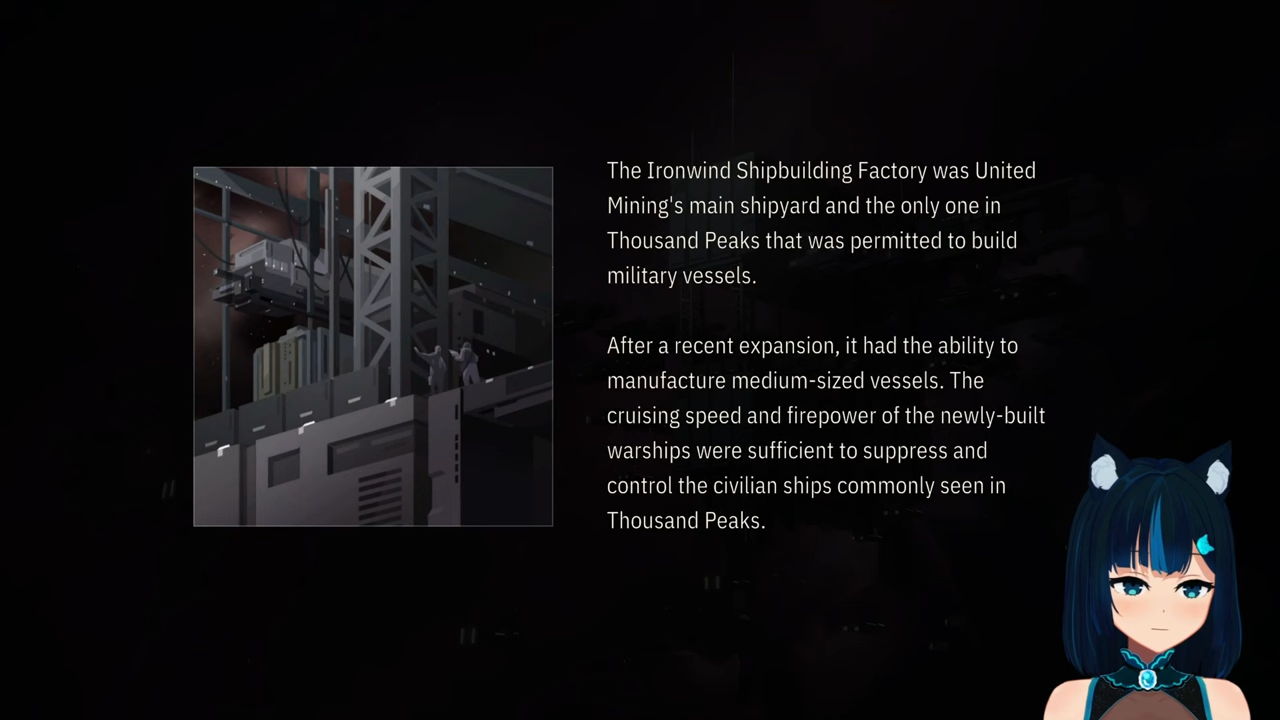 The Ironwind Shipbuilding Factory was United
Mining's main shipyard and the only one in
Thousand Peaks that was permitted to build
military vessels.
After a recent expansion, it had the ability to
manufacture medium-sized vessels. The
cruising speed and firepower of the newly-built
warships were sufficient to suppress and
control the civilian ships commonly seen in
Thousand Peaks.